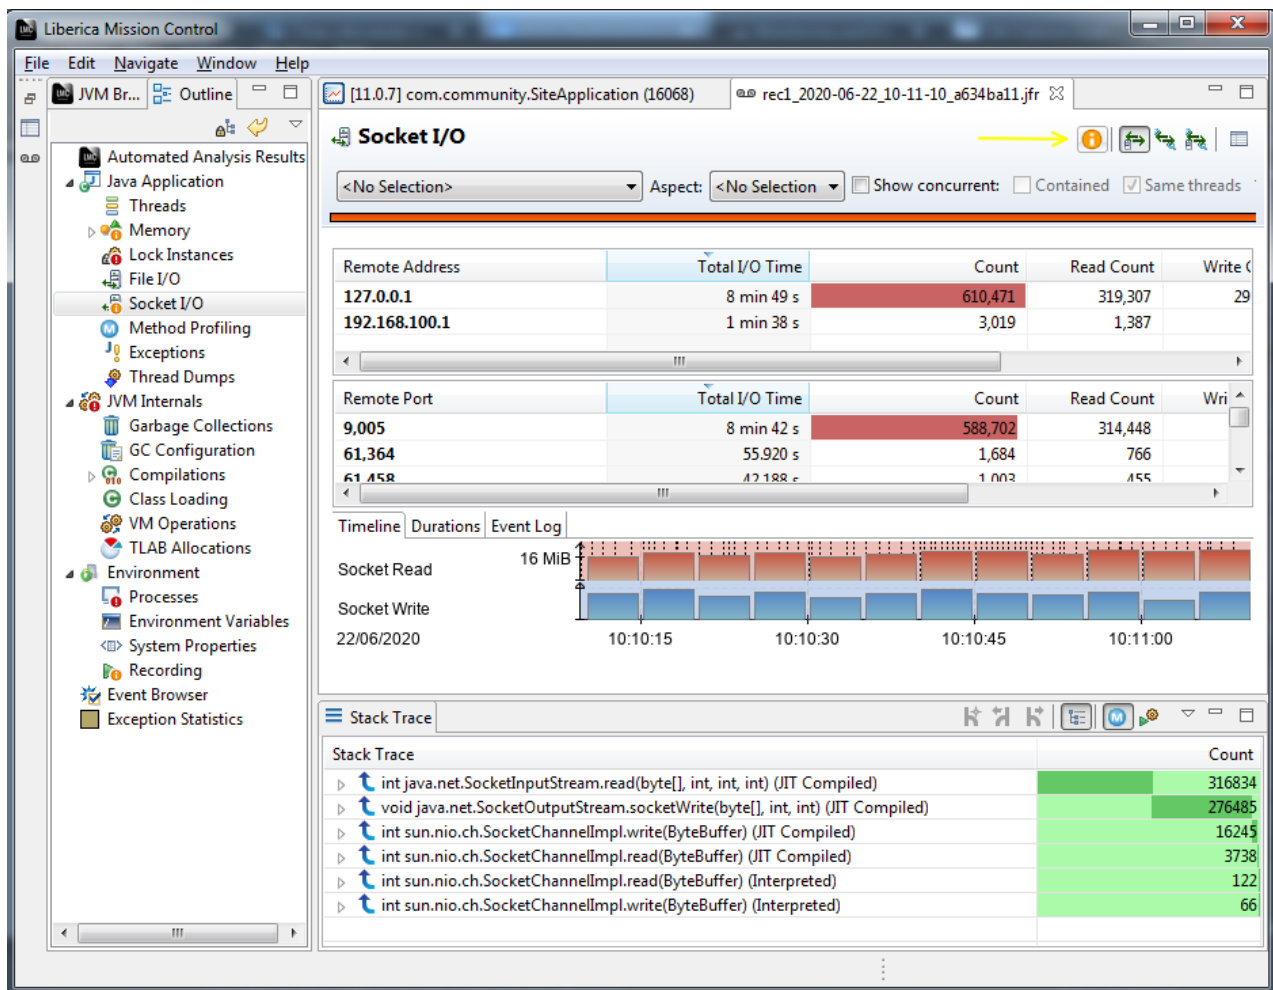 Liberica Mission Control
File Edit Navigate Window Help
JVM Br... Outline
[11.0.7] com.community.SiteApplication (16068) rec1_2020-06-22_10-11-10_a634ba11.jfr
Automated Analysis Results
Java Application
Threads
Memory
Lock Instances
File I/O
Socket I/O
Method Profiling
Exceptions
Thread Dumps
JVM Internals
Garbage Collections
GC Configuration
Compilations
Class Loading
VM Operations
TLAB Allocations
Environment
Processes
Environment Variables
System Properties
Recording
Event Browser
Exception Statistics
Socket I/O
<No Selection> Aspect: <No Selection Show concurrent: Contained Same threads
Remote Address Total I/O Time Count Read Count Write
127.0.0.1 8 min 49 s 610,471 319,307 29
192.168.100.1 1 min 38 s 3,019 1,387
Remote Port Total I/O Time Count Read Count Wri
9,005 8 min 42 s 588,702 314,448
61,364 55.920 s 1,684 766
61,458 42.188 s 1,003 455
Timeline Durations Event Log
Socket Read 16 MiB
Socket Write
22/06/2020 10:10:15 10:10:30 10:10:45 10:11:00
Stack Trace
Stack Trace Count
int java.net.SocketInputStream.read(byte[], int, int, int) (JIT Compiled) 316834
void java.net.SocketOutputStream.socketWrite(byte[], int, int) (JIT Compiled) 276485
int sun.nio.ch.SocketChannelImpl.write(ByteBuffer) (JIT Compiled) 16245
int sun.nio.ch.SocketChannelImpl.read(ByteBuffer) (JIT Compiled) 3738
int sun.nio.ch.SocketChannelImpl.read(ByteBuffer) (Interpreted) 122
int sun.nio.ch.SocketChannelImpl.write(ByteBuffer) (Interpreted) 66